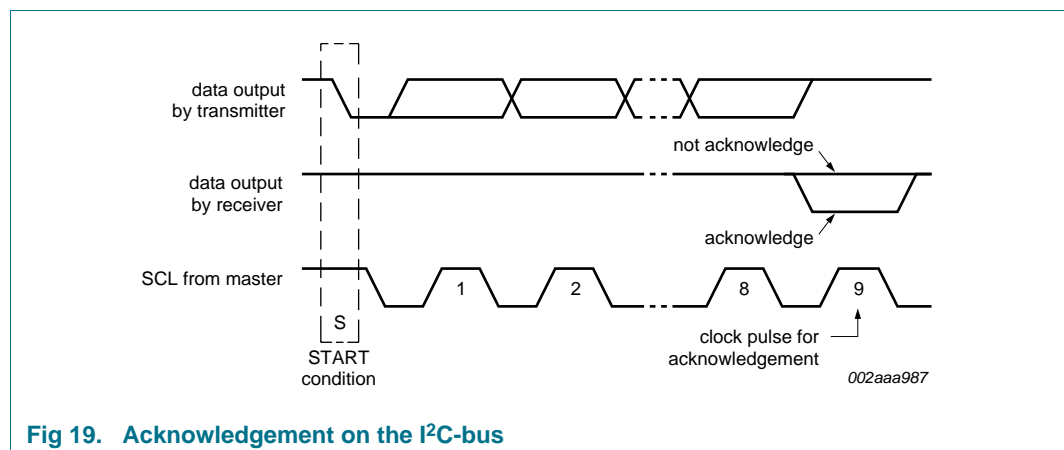 data output
by transmitter
not acknowledge
data output
by receiver
acknowledge
SCL from master
1
2
8
9
S
START
condition
clock pulse for
acknowledgement
002aaa987
Fig 19. Acknowledgement on the I²C-bus